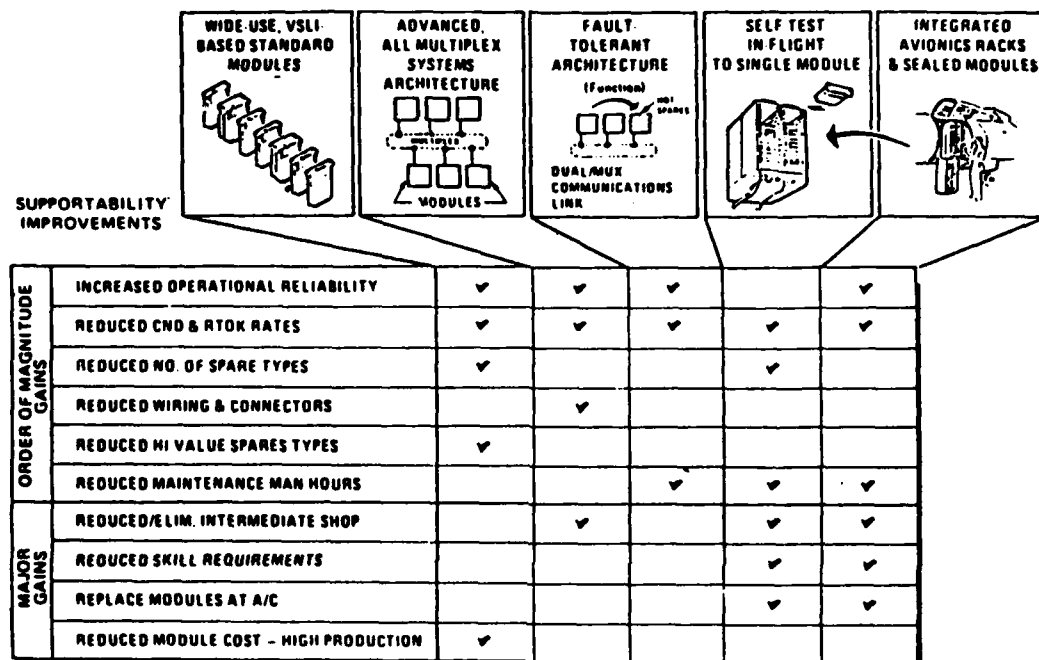 WIDE-USE, VSLI-
BASED STANDARD
MODULES
ADVANCED,
ALL MULTIPLEX
SYSTEMS
ARCHITECTURE
MULTIPLEX
MODULES
FAULT-
TOLERANT
ARCHITECTURE
(Function)
HOT
SPARES
DUAL/MUX
COMMUNICATIONS
LINK
SELF TEST
IN-FLIGHT
TO SINGLE MODULE
INTEGRATED
AVIONICS RACKS
& SEALED MODULES
SUPPORTABILITY
IMPROVEMENTS
ORDER OF MAGNITUDE
GAINS
INCREASED OPERATIONAL RELIABILITY ✔ ✔ ✔ ✔
REDUCED CND & RTOK RATES ✔ ✔ ✔ ✔ ✔
REDUCED NO. OF SPARE TYPES ✔ ✔
REDUCED WIRING & CONNECTORS ✔
REDUCED HI VALUE SPARES TYPES ✔
REDUCED MAINTENANCE MAN HOURS ✔ ✔ ✔
MAJOR
GAINS
REDUCED/ELIM. INTERMEDIATE SHOP ✔ ✔ ✔
REDUCED SKILL REQUIREMENTS ✔ ✔
REPLACE MODULES AT A/C ✔ ✔
REDUCED MODULE COST – HIGH PRODUCTION ✔